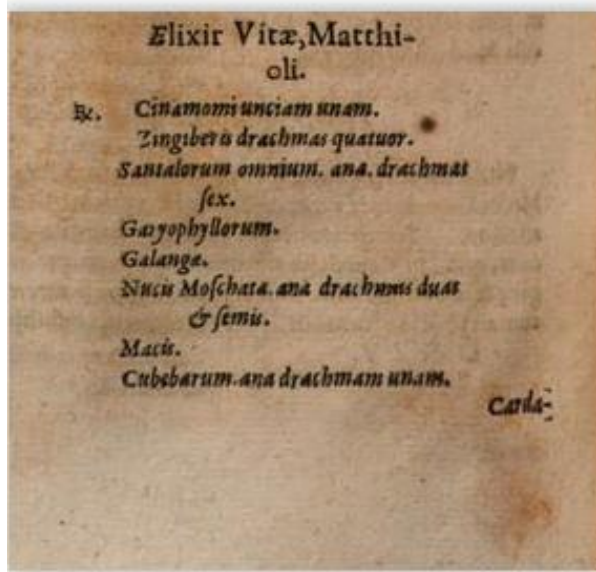 Elixir Vitæ, Matthi-
oli.
℞. Cinamomi unciam unam.
Zingiberis drachmas quatuor.
Santalorum omnium. ana. drachmas
ſex.
Garyophyllorum.
Galangæ.
Nucis Moſchatæ. ana drachmas duas
& ſemis.
Macis.
Cubebarum. ana drachmam unam.
Carda-